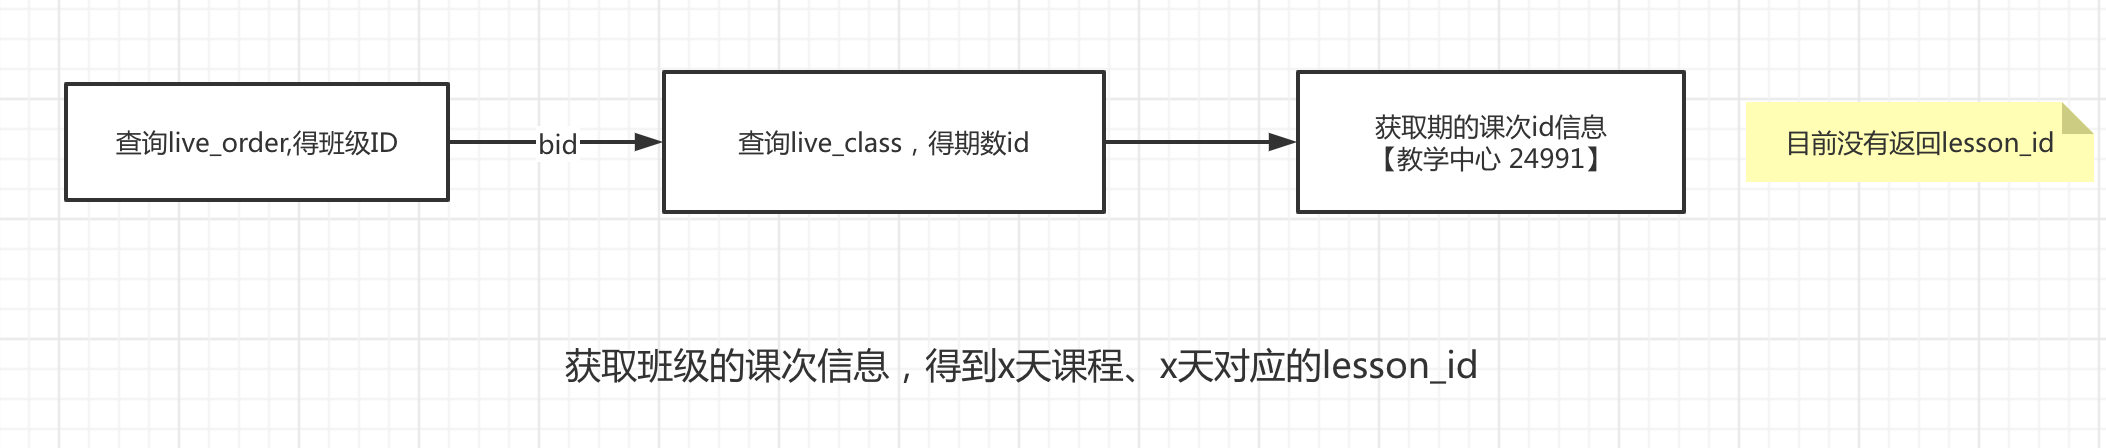 查询live_order,得班级ID
bid
查询live_class，得期数id
获取期的课次id信息
【教学中心 24991】
目前没有返回lesson_id
获取班级的课次信息，得到x天课程、x天对应的lesson_id